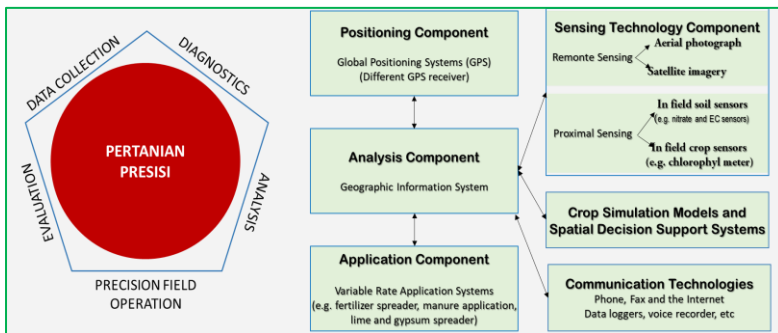 DATA COLLECTION
DIAGNOSTICS
PERTANIAN
PRESISI
EVALUATION
ANALYSIS
PRECISION FIELD
OPERATION
Positioning Component
Global Positioning Systems (GPS)
(Different GPS receiver)
Analysis Component
Geographic Information System
Application Component
Variable Rate Application Systems
(e.g. fertilizer spreader, manure application,
lime and gypsum spreader)
Sensing Technology Component
Aerial photograph
Remonte Sensing
Satellite imagery
In field soil sensors
(e.g. nitrate and EC sensors)
Proximal Sensing
In field crop sensors
(e.g. chlorophyl meter)
Crop Simulation Models and
Spatial Decision Support Systems
Communication Technologies
Phone, Fax and the Internet
Data loggers, voice recorder, etc